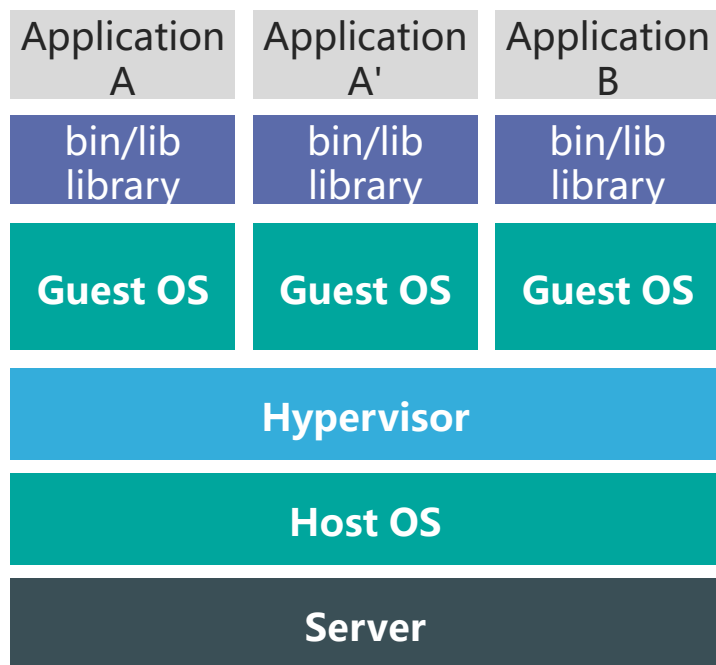 Application Application Application
A A' B
bin/lib bin/lib bin/lib
library library library
Guest OS Guest OS Guest OS
Hypervisor
Host OS
Server